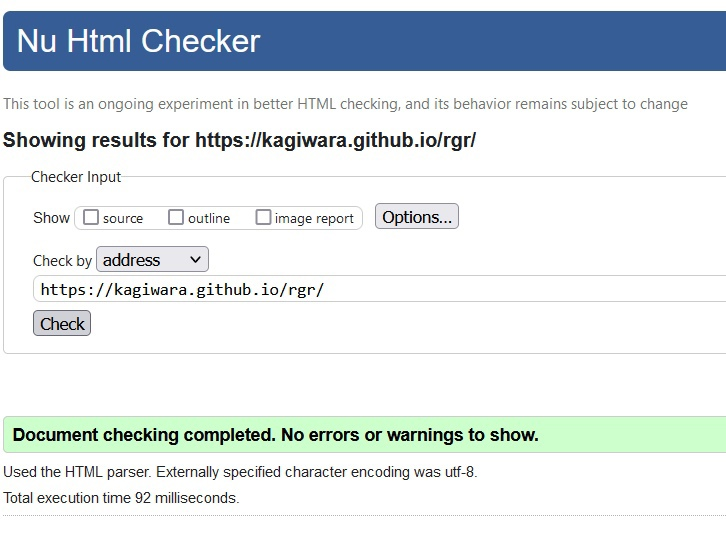 Nu Html Checker
This tool is an ongoing experiment in better HTML checking, and its behavior remains subject to change
Showing results for https://kagiwara.github.io/rgr/
Checker Input
Show source outline image report Options...
Check by address
https://kagiwara.github.io/rgr/
Check
Document checking completed. No errors or warnings to show.
Used the HTML parser. Externally specified character encoding was utf-8.
Total execution time 92 milliseconds.